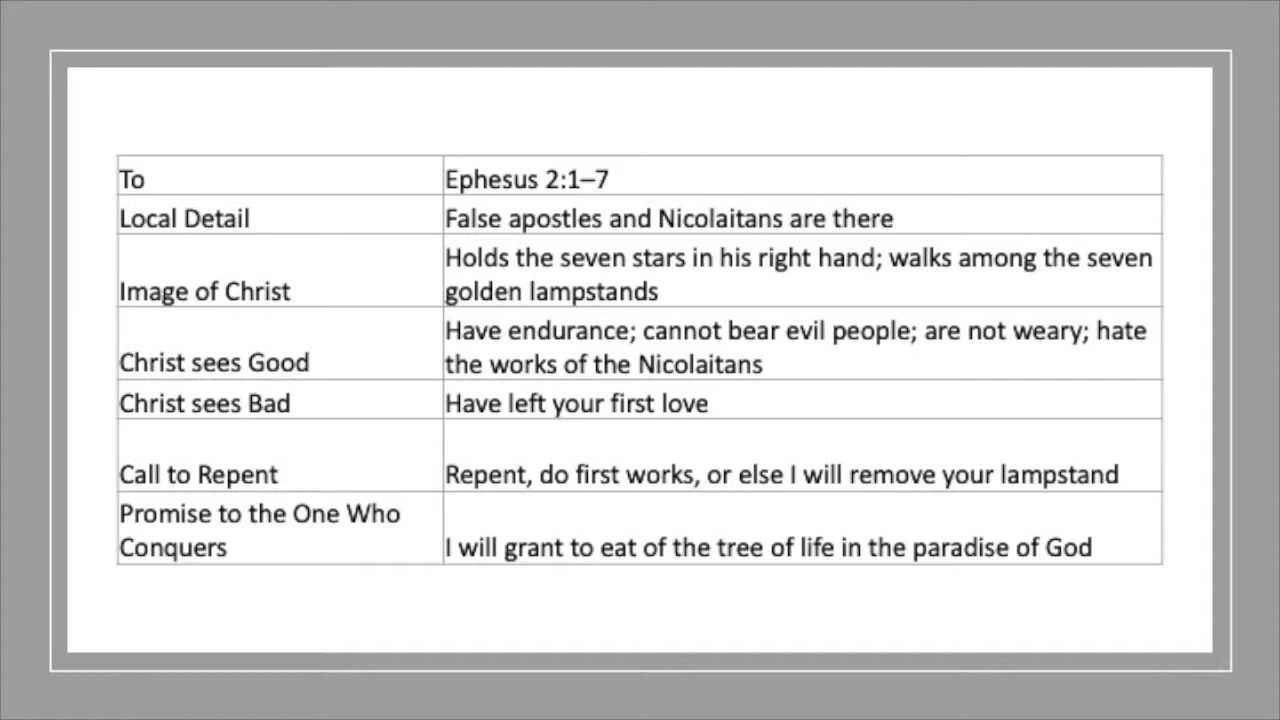 To
Ephesus 2:1–7
Local Detail
False apostles and Nicolaitans are there
Image of Christ
Holds the seven stars in his right hand; walks among the seven
golden lampstands
Christ sees Good
Have endurance; cannot bear evil people; are not weary; hate
the works of the Nicolaitans
Christ sees Bad
Have left your first love
Call to Repent
Repent, do first works, or else I will remove your lampstand
Promise to the One Who
Conquers
I will grant to eat of the tree of life in the paradise of God